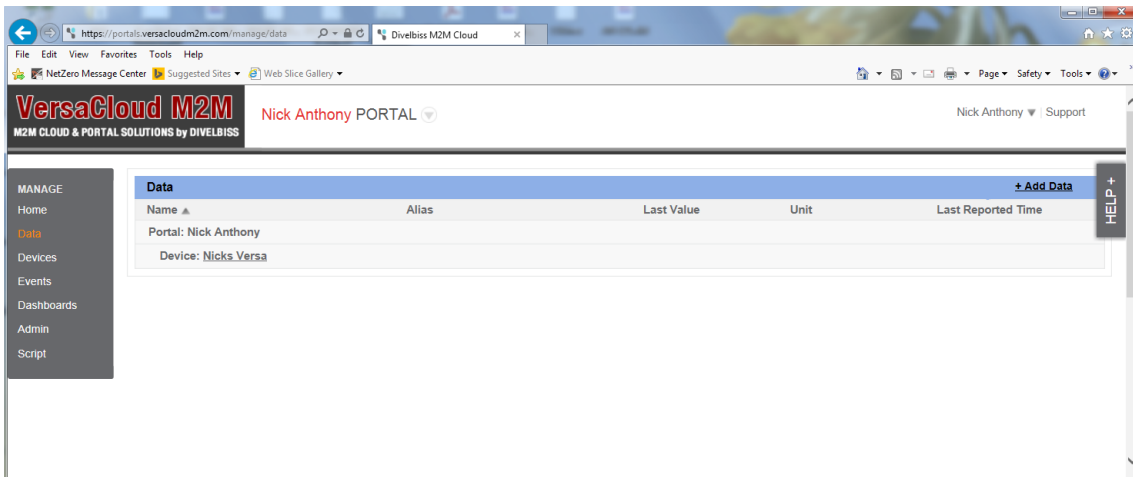 https://portals.versacloudm2m.com/manage/data
Divelbiss M2M Cloud
File Edit View Favorites Tools Help
NetZero Message Center Suggested Sites Web Slice Gallery Page Safety Tools
VersaCloud M2M
M2M CLOUD & PORTAL SOLUTIONS by DIVELBISS
Nick Anthony PORTAL
Nick Anthony Support
HELP +
MANAGE
Home
Data
Devices
Events
Dashboards
Admin
Script
Data + Add Data
Name Alias Last Value Unit Last Reported Time
Portal: Nick Anthony
Device: Nicks Versa